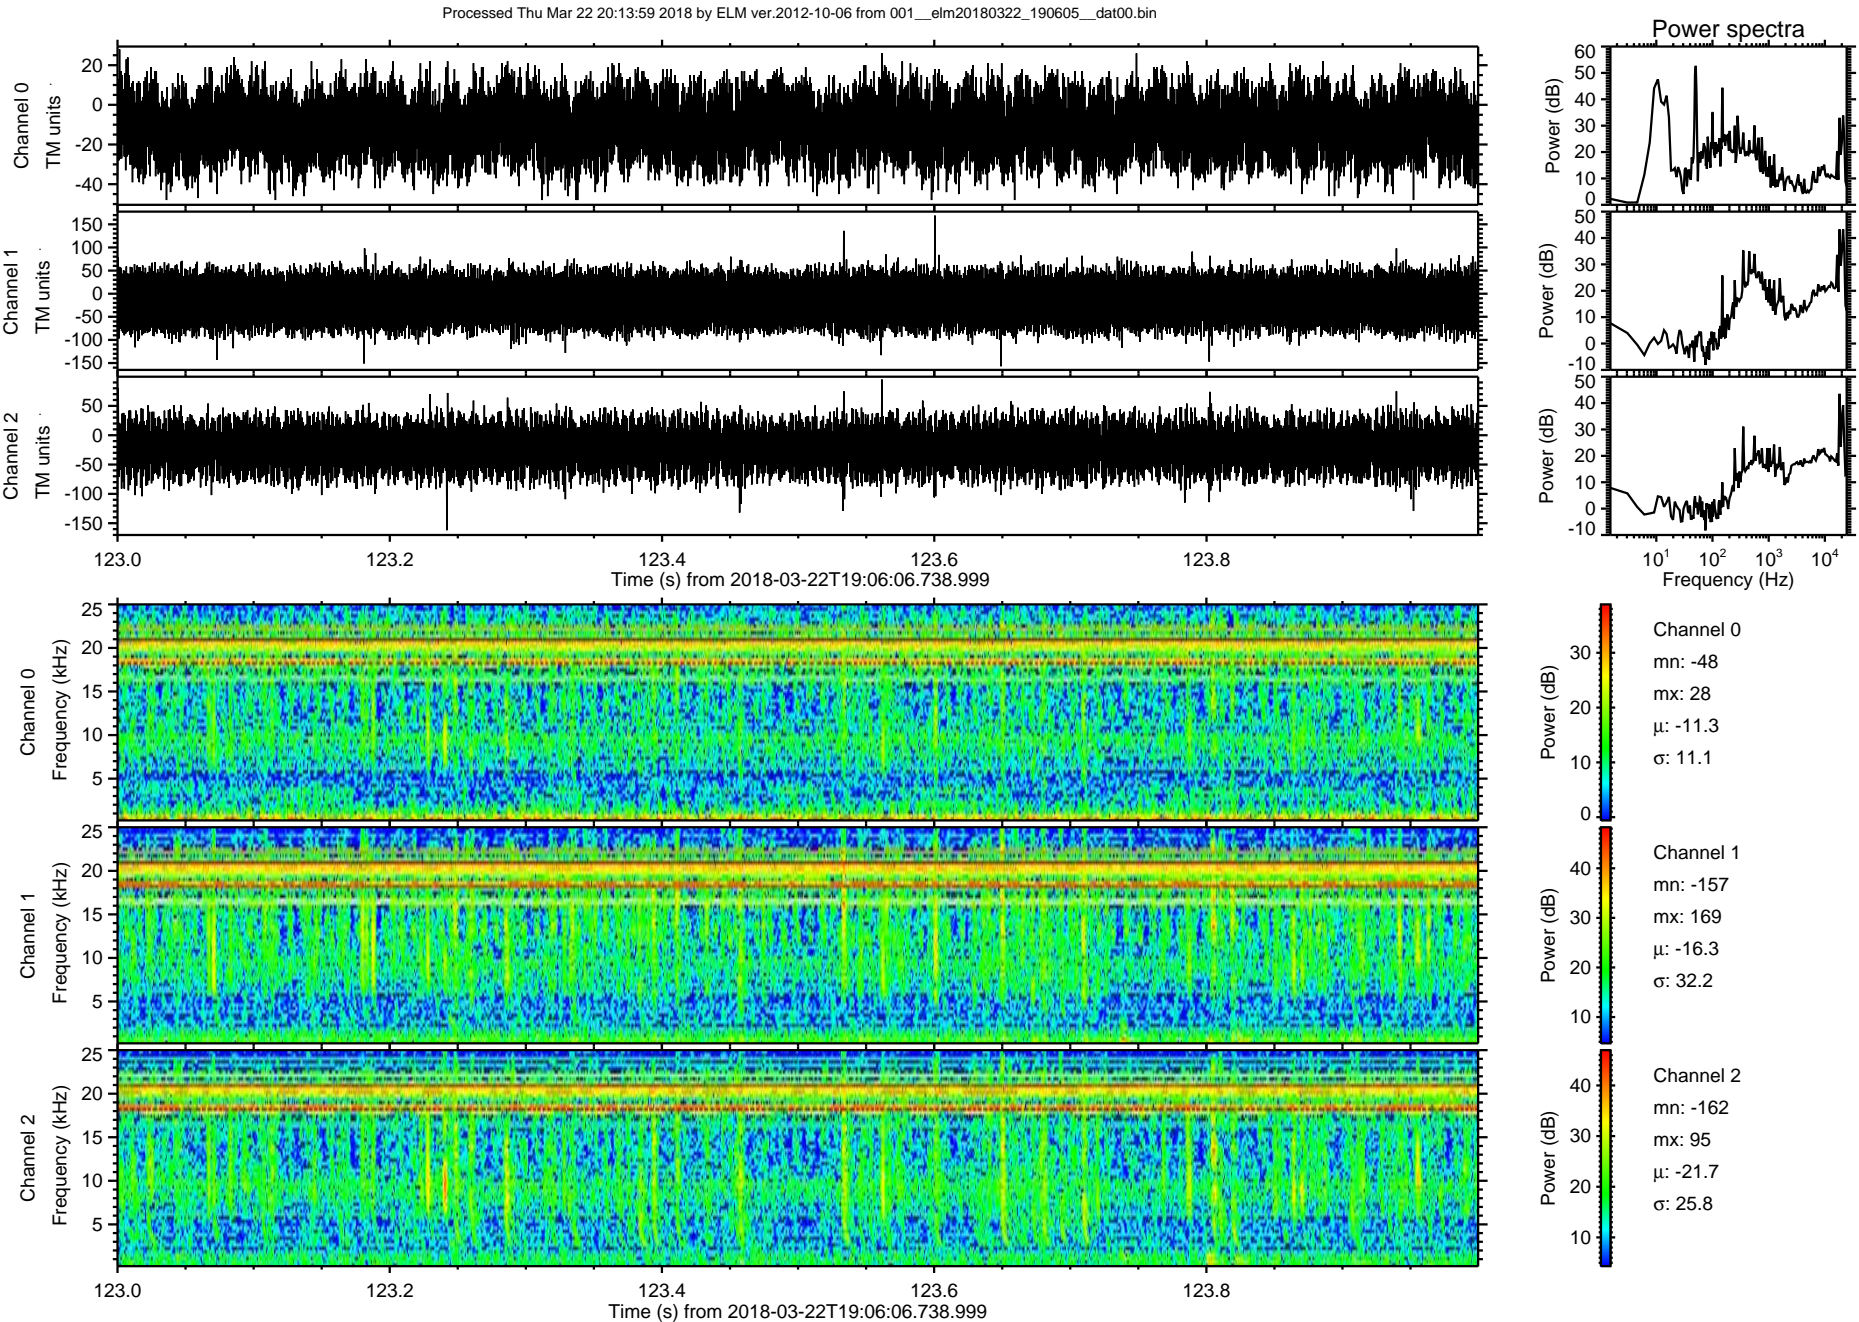 Processed Thu Mar 22 20:13:59 2018 by ELM ver.2012-10-06 from 001__elm20180322_190605__dat00.bin
Power spectra
Channel 0
TM units
20
0
-20
-40
Power (dB)
60
50
40
30
20
10
0
Channel 1
TM units
150
100
50
0
-50
-100
-150
Power (dB)
50
40
30
20
10
0
-10
Channel 2
TM units
50
0
-50
-100
-150
Power (dB)
50
40
30
20
10
0
-10
123.0 123.2 123.4 123.6 123.8
Time (s) from 2018-03-22T19:06:06.738.999
10¹ 10² 10³ 10⁴
Frequency (Hz)
Channel 0
Frequency (kHz)
25
20
15
10
5
Power (dB)
30
20
10
0
Channel 0
mn: -48
mx: 28
μ: -11.3
σ: 11.1
Channel 1
Frequency (kHz)
25
20
15
10
5
Power (dB)
40
30
20
10
Channel 1
mn: -157
mx: 169
μ: -16.3
σ: 32.2
Channel 2
Frequency (kHz)
25
20
15
10
5
Power (dB)
40
30
20
10
Channel 2
mn: -162
mx: 95
μ: -21.7
σ: 25.8
123.0 123.2 123.4 123.6 123.8
Time (s) from 2018-03-22T19:06:06.738.999